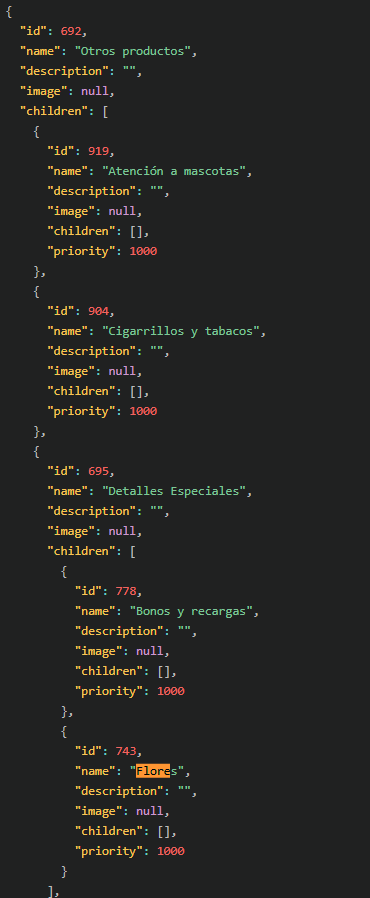 {
"id": 692,
"name": "Otros productos",
"description": "",
"image": null,
"children": [
{
"id": 919,
"name": "Atención a mascotas",
"description": "",
"image": null,
"children": [],
"priority": 1000
},
{
"id": 904,
"name": "Cigarrillos y tabacos",
"description": "",
"image": null,
"children": [],
"priority": 1000
},
{
"id": 695,
"name": "Detalles Especiales",
"description": "",
"image": null,
"children": [
{
"id": 778,
"name": "Bonos y recargas",
"description": "",
"image": null,
"children": [],
"priority": 1000
},
{
"id": 743,
"name": "Flores",
"description": "",
"image": null,
"children": [],
"priority": 1000
}
],